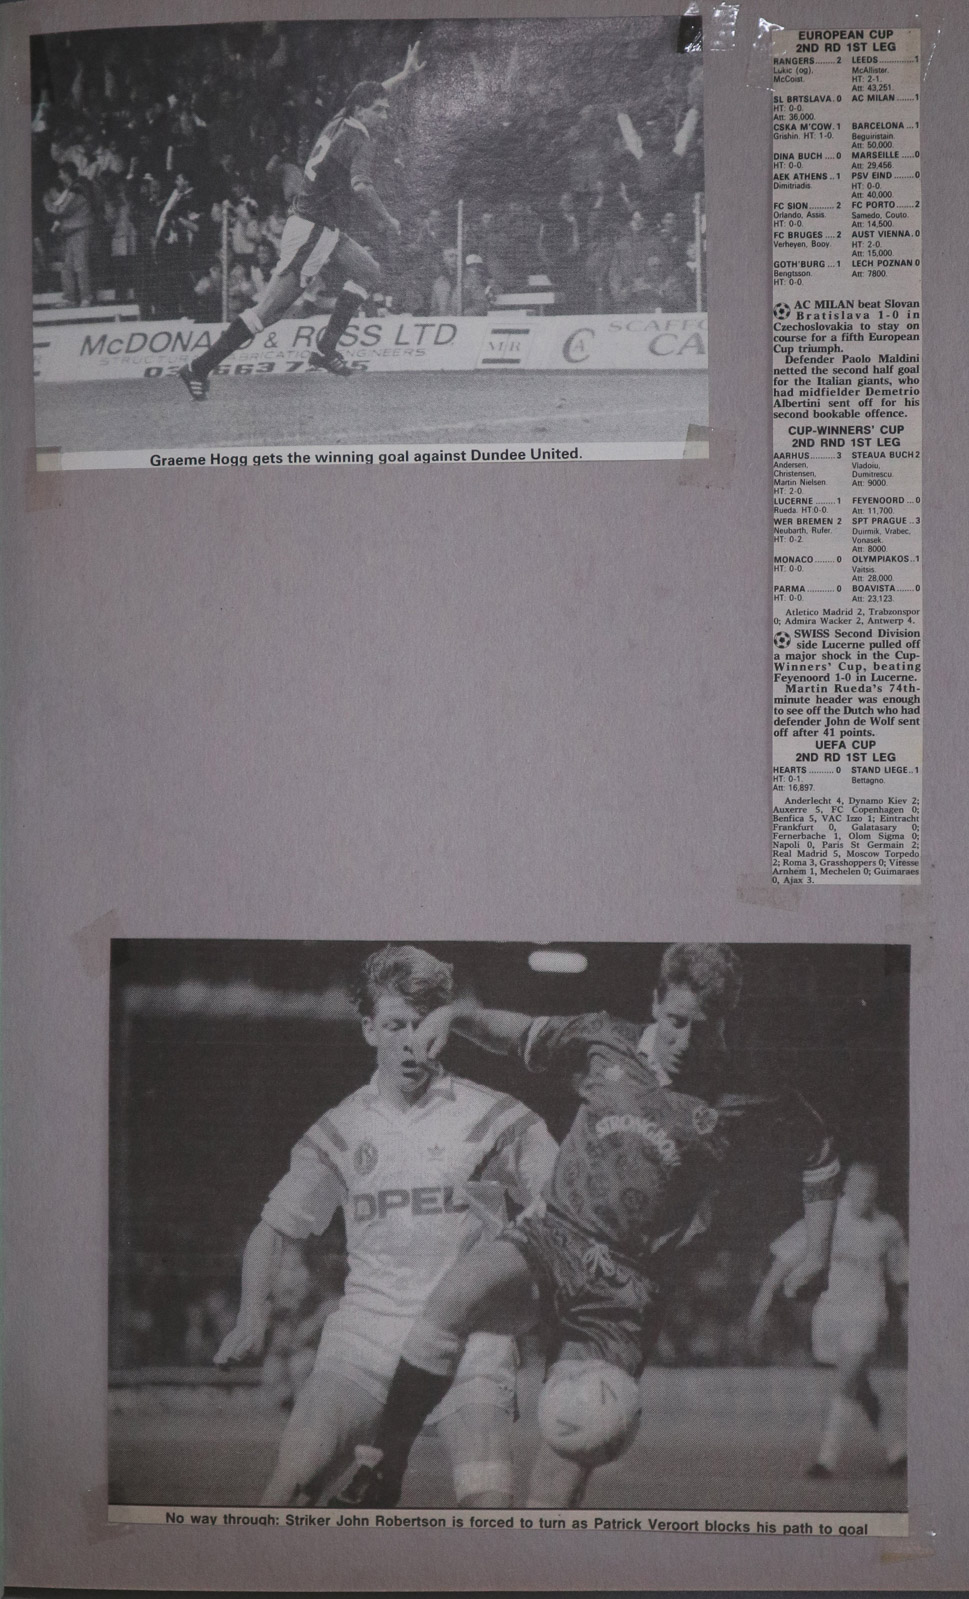 2
McDONA & ROSS LTD
STRUCTURAL FABRICATION ENGINEERS
MR
CA
SCAFFO
CA
Graeme Hogg gets the winning goal against Dundee United.
EUROPEAN CUP
2ND RD 1ST LEG
RANGERS........2 LEEDS............1
Lukic (og), McAllister.
McCoist. HT: 2-1.
Att: 43,251.
SL BRTSLAVA.0 AC MILAN.......1
HT: 0-0.
Att: 36,000.
CSKA M'COW.1 BARCELONA...1
Grishin. HT: 1-0. Beguiristain.
Att: 50,000.
DINA BUCH....0 MARSEILLE.....0
HT: 0-0. Att: 29,456.
AEK ATHENS..1 PSV EIND........0
Dimitriadis. HT: 0-0.
Att: 40,000.
FC SION..........2 FC PORTO.......2
Orlando, Assis. Samedo, Couto.
HT: 0-0. Att: 14,500.
FC BRUGES....2 AUST VIENNA.0
Verheyen, Booy. HT: 2-0.
Att: 15,000.
GOTH'BURG...1 LECH POZNAN 0
Bengtsson. Att: 7800.
HT: 0-0.
AC MILAN beat Slovan
Bratislava 1-0 in
Czechoslovakia to stay on
course for a fifth European
Cup triumph.
Defender Paolo Maldini
netted the second half goal
for the Italian giants, who
had midfielder Demetrio
Albertini sent off for his
second bookable offence.
CUP-WINNERS' CUP
2ND RND 1ST LEG
AARHUS..........3 STEAUA BUCH2
Andersen, Vladoiu,
Christensen, Dumitrescu.
Martin Nielsen. Att: 9000.
HT: 2-0.
LUCERNE........1 FEYENOORD...0
Rueda. HT:0-0. Att: 11,700.
WER BREMEN 2 SPT PRAGUE..3
Neubarth, Rufer. Duirmik, Vrabec,
HT: 0-2. Vonasek.
Att: 8000.
MONACO........0 OLYMPIAKOS..1
HT: 0-0. Vaitsis.
Att: 28,000.
PARMA...........0 BOAVISTA.......0
HT: 0-0. Att: 23,123.
Atletico Madrid 2, Trabzonspor
0; Admira Wacker 2, Antwerp 4.
SWISS Second Division
side Lucerne pulled off
a major shock in the Cup-
Winners' Cup, beating
Feyenoord 1-0 in Lucerne.
Martin Rueda's 74th-
minute header was enough
to see off the Dutch who had
defender John de Wolf sent
off after 41 points.
UEFA CUP
2ND RD 1ST LEG
HEARTS..........0 STAND LIEGE..1
HT: 0-1. Bettagno.
Att: 16,897.
Anderlecht 4, Dynamo Kiev 2;
Auxerre 5, FC Copenhagen 0;
Benfica 5, VAC Izzo 1; Eintracht
Frankfurt 0, Galatasary 0;
Fernerbache 1, Olom Sigma 0;
Napoli 0, Paris St Germain 2;
Real Madrid 5, Moscow Torpedo
2; Roma 3, Grasshoppers 0; Vitesse
Arnhem 1, Mechelen 0; Guimaraes
0, Ajax 3.
STRONGBOW
OPEL
No way through: Striker John Robertson is forced to turn as Patrick Veroort blocks his path to goal